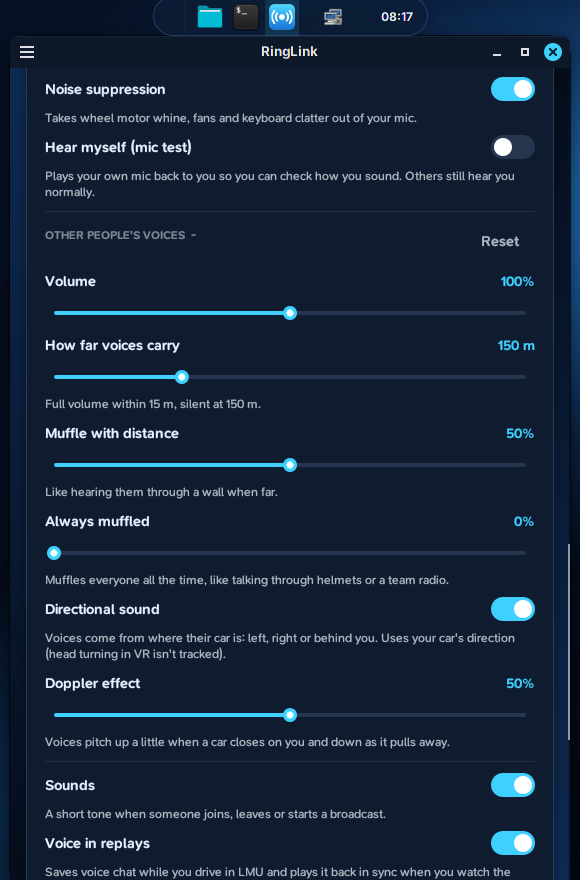 $_
08:17
RingLink
Noise suppression
Takes wheel motor whine, fans and keyboard clatter out of your mic.
Hear myself (mic test)
Plays your own mic back to you so you can check how you sound. Others still hear you
normally.
OTHER PEOPLE'S VOICES -
Reset
Volume
100%
How far voices carry
150 m
Full volume within 15 m, silent at 150 m.
Muffle with distance
50%
Like hearing them through a wall when far.
Always muffled
0%
Muffles everyone all the time, like talking through helmets or a team radio.
Directional sound
Voices come from where their car is: left, right or behind you. Uses your car's direction
(head turning in VR isn't tracked).
Doppler effect
50%
Voices pitch up a little when a car closes on you and down as it pulls away.
Sounds
A short tone when someone joins, leaves or starts a broadcast.
Voice in replays
Saves voice chat while you drive in LMU and plays it back in sync when you watch the